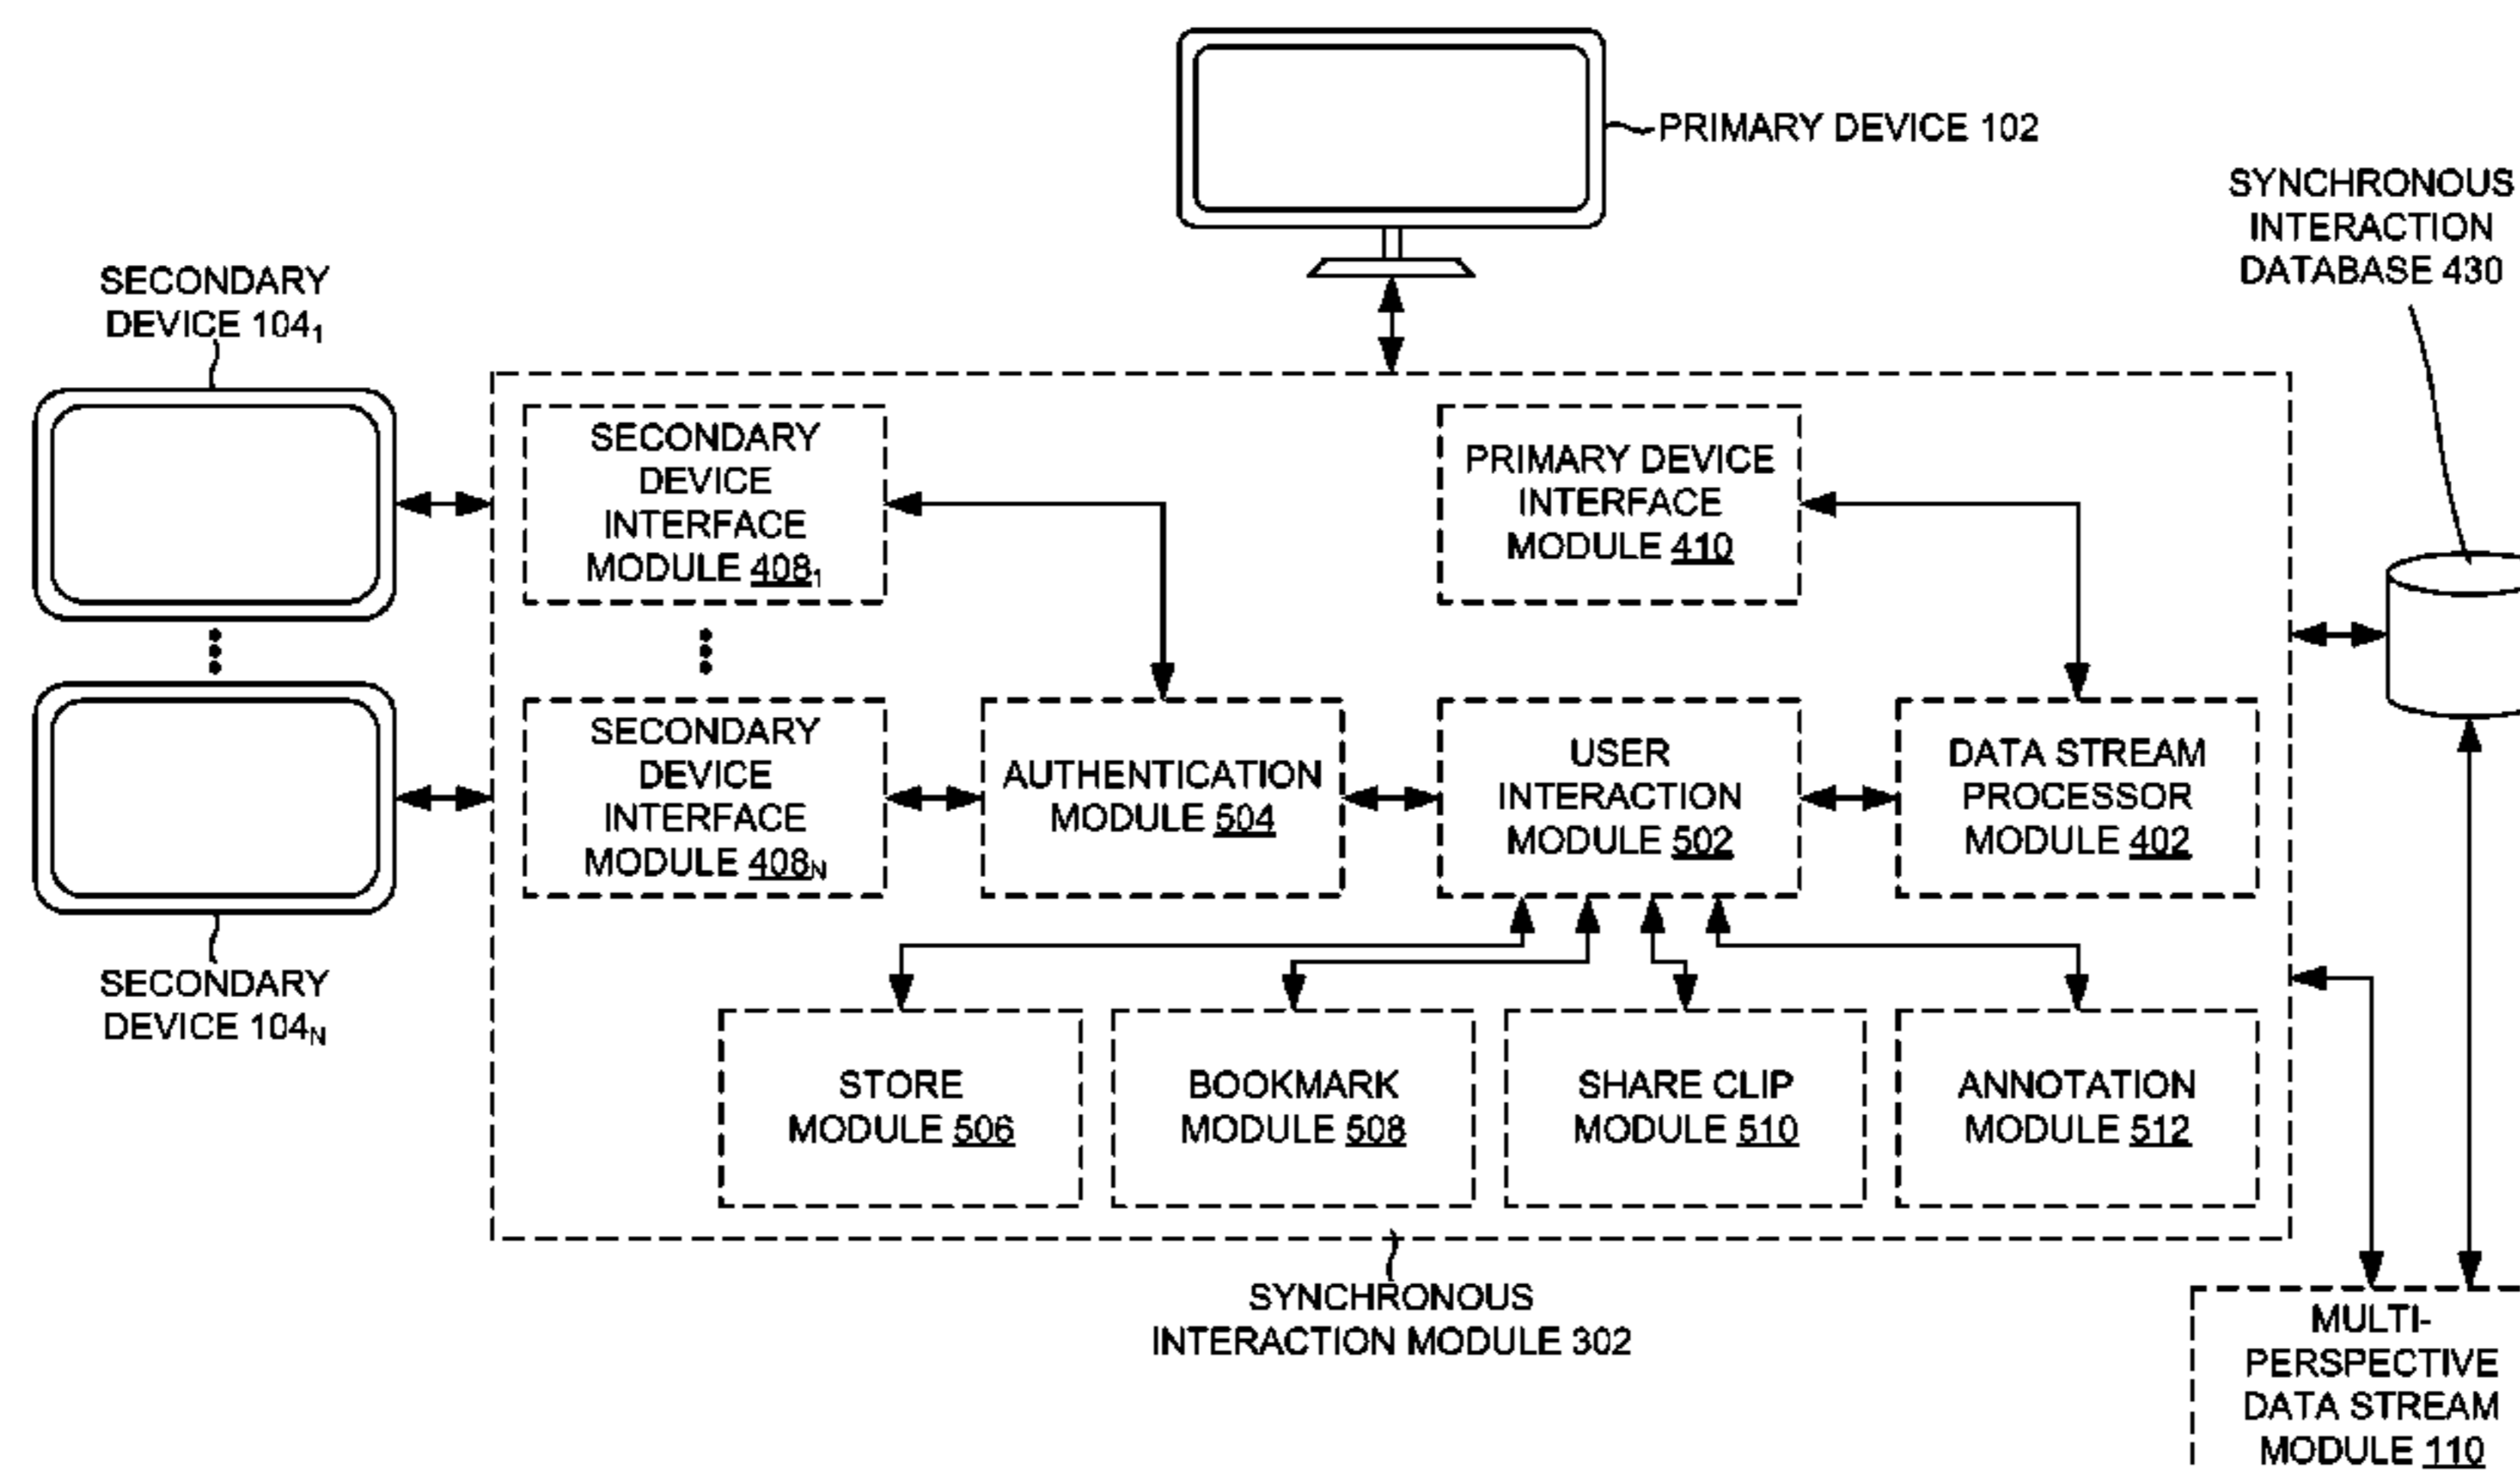 PRIMARY DEVICE 102
SYNCHRONOUS
INTERACTION
DATABASE 430
SECONDARY
DEVICE 104₁
SECONDARY
DEVICE
INTERFACE
MODULE 408₁
PRIMARY DEVICE
INTERFACE
MODULE 410
SECONDARY
DEVICE
INTERFACE
MODULE 408N
AUTHENTICATION
MODULE 504
USER
INTERACTION
MODULE 502
DATA STREAM
PROCESSOR
MODULE 402
SECONDARY
DEVICE 104N
STORE
MODULE 506
BOOKMARK
MODULE 508
SHARE CLIP
MODULE 510
ANNOTATION
MODULE 512
SYNCHRONOUS
INTERACTION MODULE 302
MULTI-
PERSPECTIVE
DATA STREAM
MODULE 110